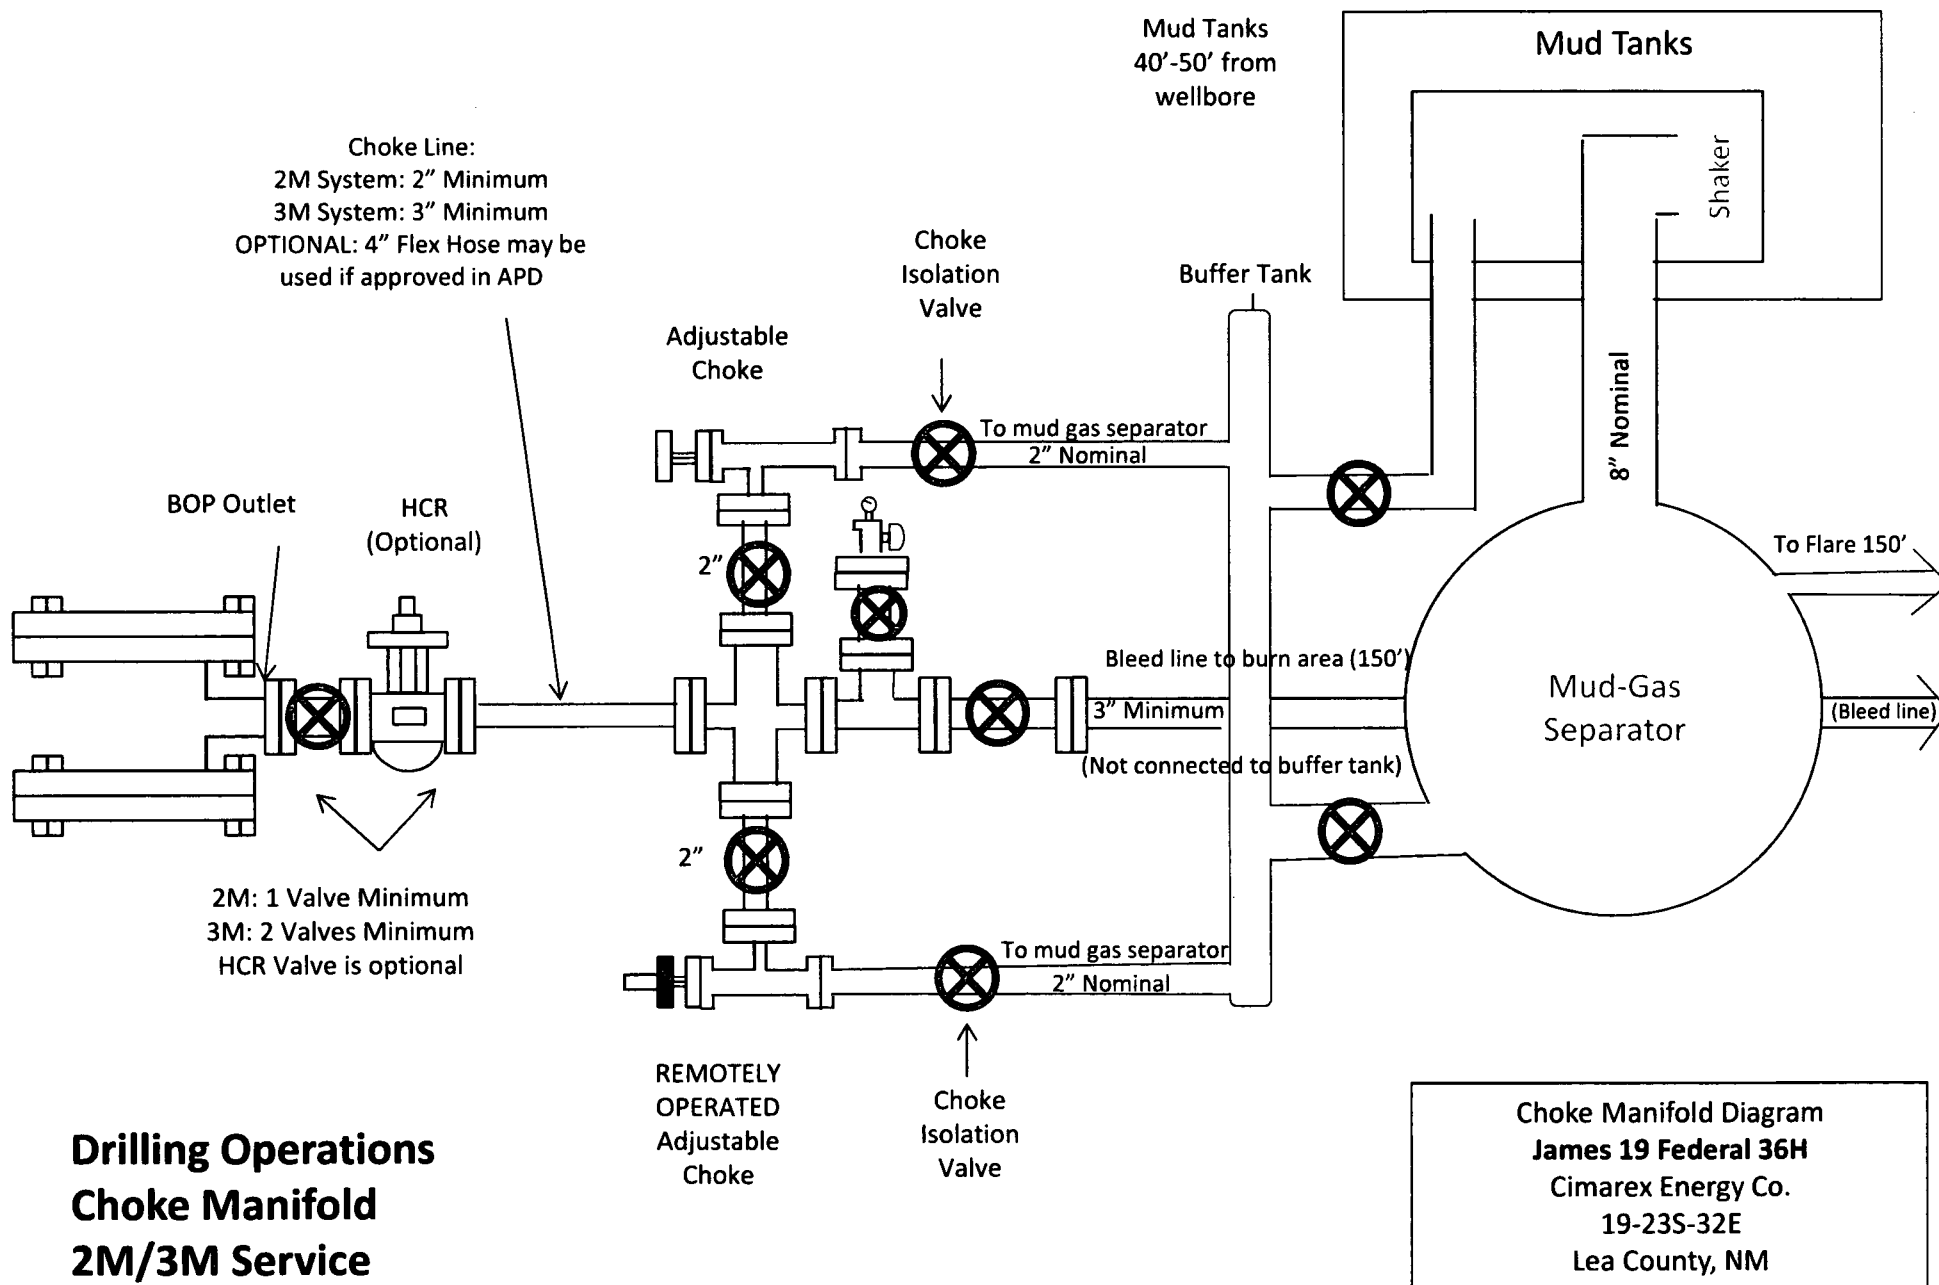 Mud Tanks
40’-50’ from
wellbore
Mud Tanks
Shaker
Choke Line:
2M System: 2” Minimum
3M System: 3” Minimum
OPTIONAL: 4” Flex Hose may be
used if approved in APD
Choke
Isolation
Valve
Buffer Tank
Adjustable
Choke
8” Nominal
To mud gas separator
2” Nominal
BOP Outlet
HCR
(Optional)
2”
To Flare 150’
Bleed line to burn area (150’)
3” Minimum
(Not connected to buffer tank)
Mud-Gas
Separator
(Bleed line)
2”
2M: 1 Valve Minimum
3M: 2 Valves Minimum
HCR Valve is optional
To mud gas separator
2” Nominal
REMOTELY
OPERATED
Adjustable
Choke
Choke
Isolation
Valve
Drilling Operations
Choke Manifold
2M/3M Service
Choke Manifold Diagram
James 19 Federal 36H
Cimarex Energy Co.
19-23S-32E
Lea County, NM